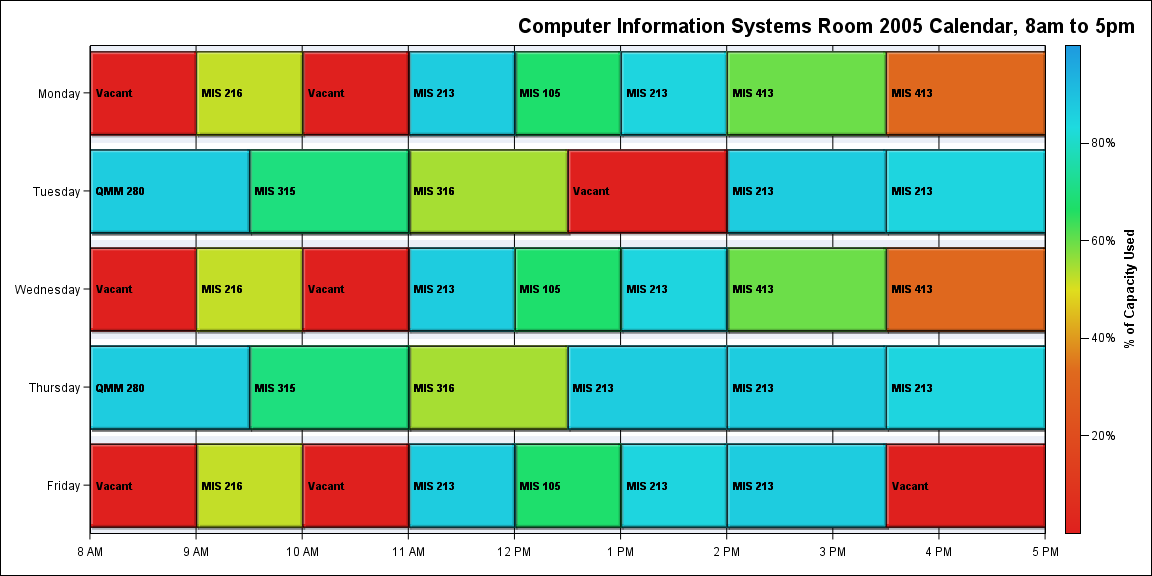 Computer Information Systems Room 2005 Calendar, 8am to 5pm
Monday
Vacant
MIS 216
Vacant
MIS 213
MIS 105
MIS 213
MIS 413
MIS 413
Tuesday
QMM 280
MIS 315
MIS 316
Vacant
MIS 213
MIS 213
Wednesday
Vacant
MIS 216
Vacant
MIS 213
MIS 105
MIS 213
MIS 413
MIS 413
Thursday
QMM 280
MIS 315
MIS 316
MIS 213
MIS 213
MIS 213
Friday
Vacant
MIS 216
Vacant
MIS 213
MIS 105
MIS 213
MIS 213
Vacant
8 AM
9 AM
10 AM
11 AM
12 PM
1 PM
2 PM
3 PM
4 PM
5 PM
80%
60%
40%
20%
% of Capacity Used